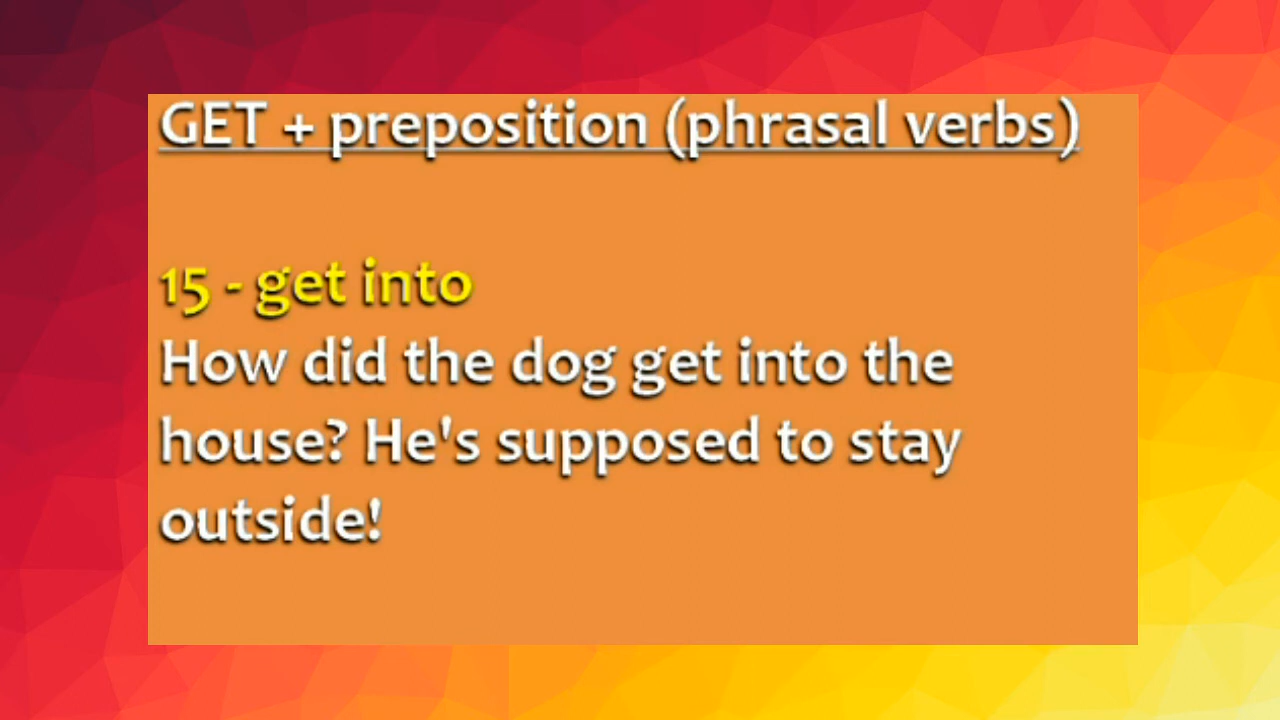 GET + preposition (phrasal verbs)
15 - get into
How did the dog get into the
house? He's supposed to stay
outside!